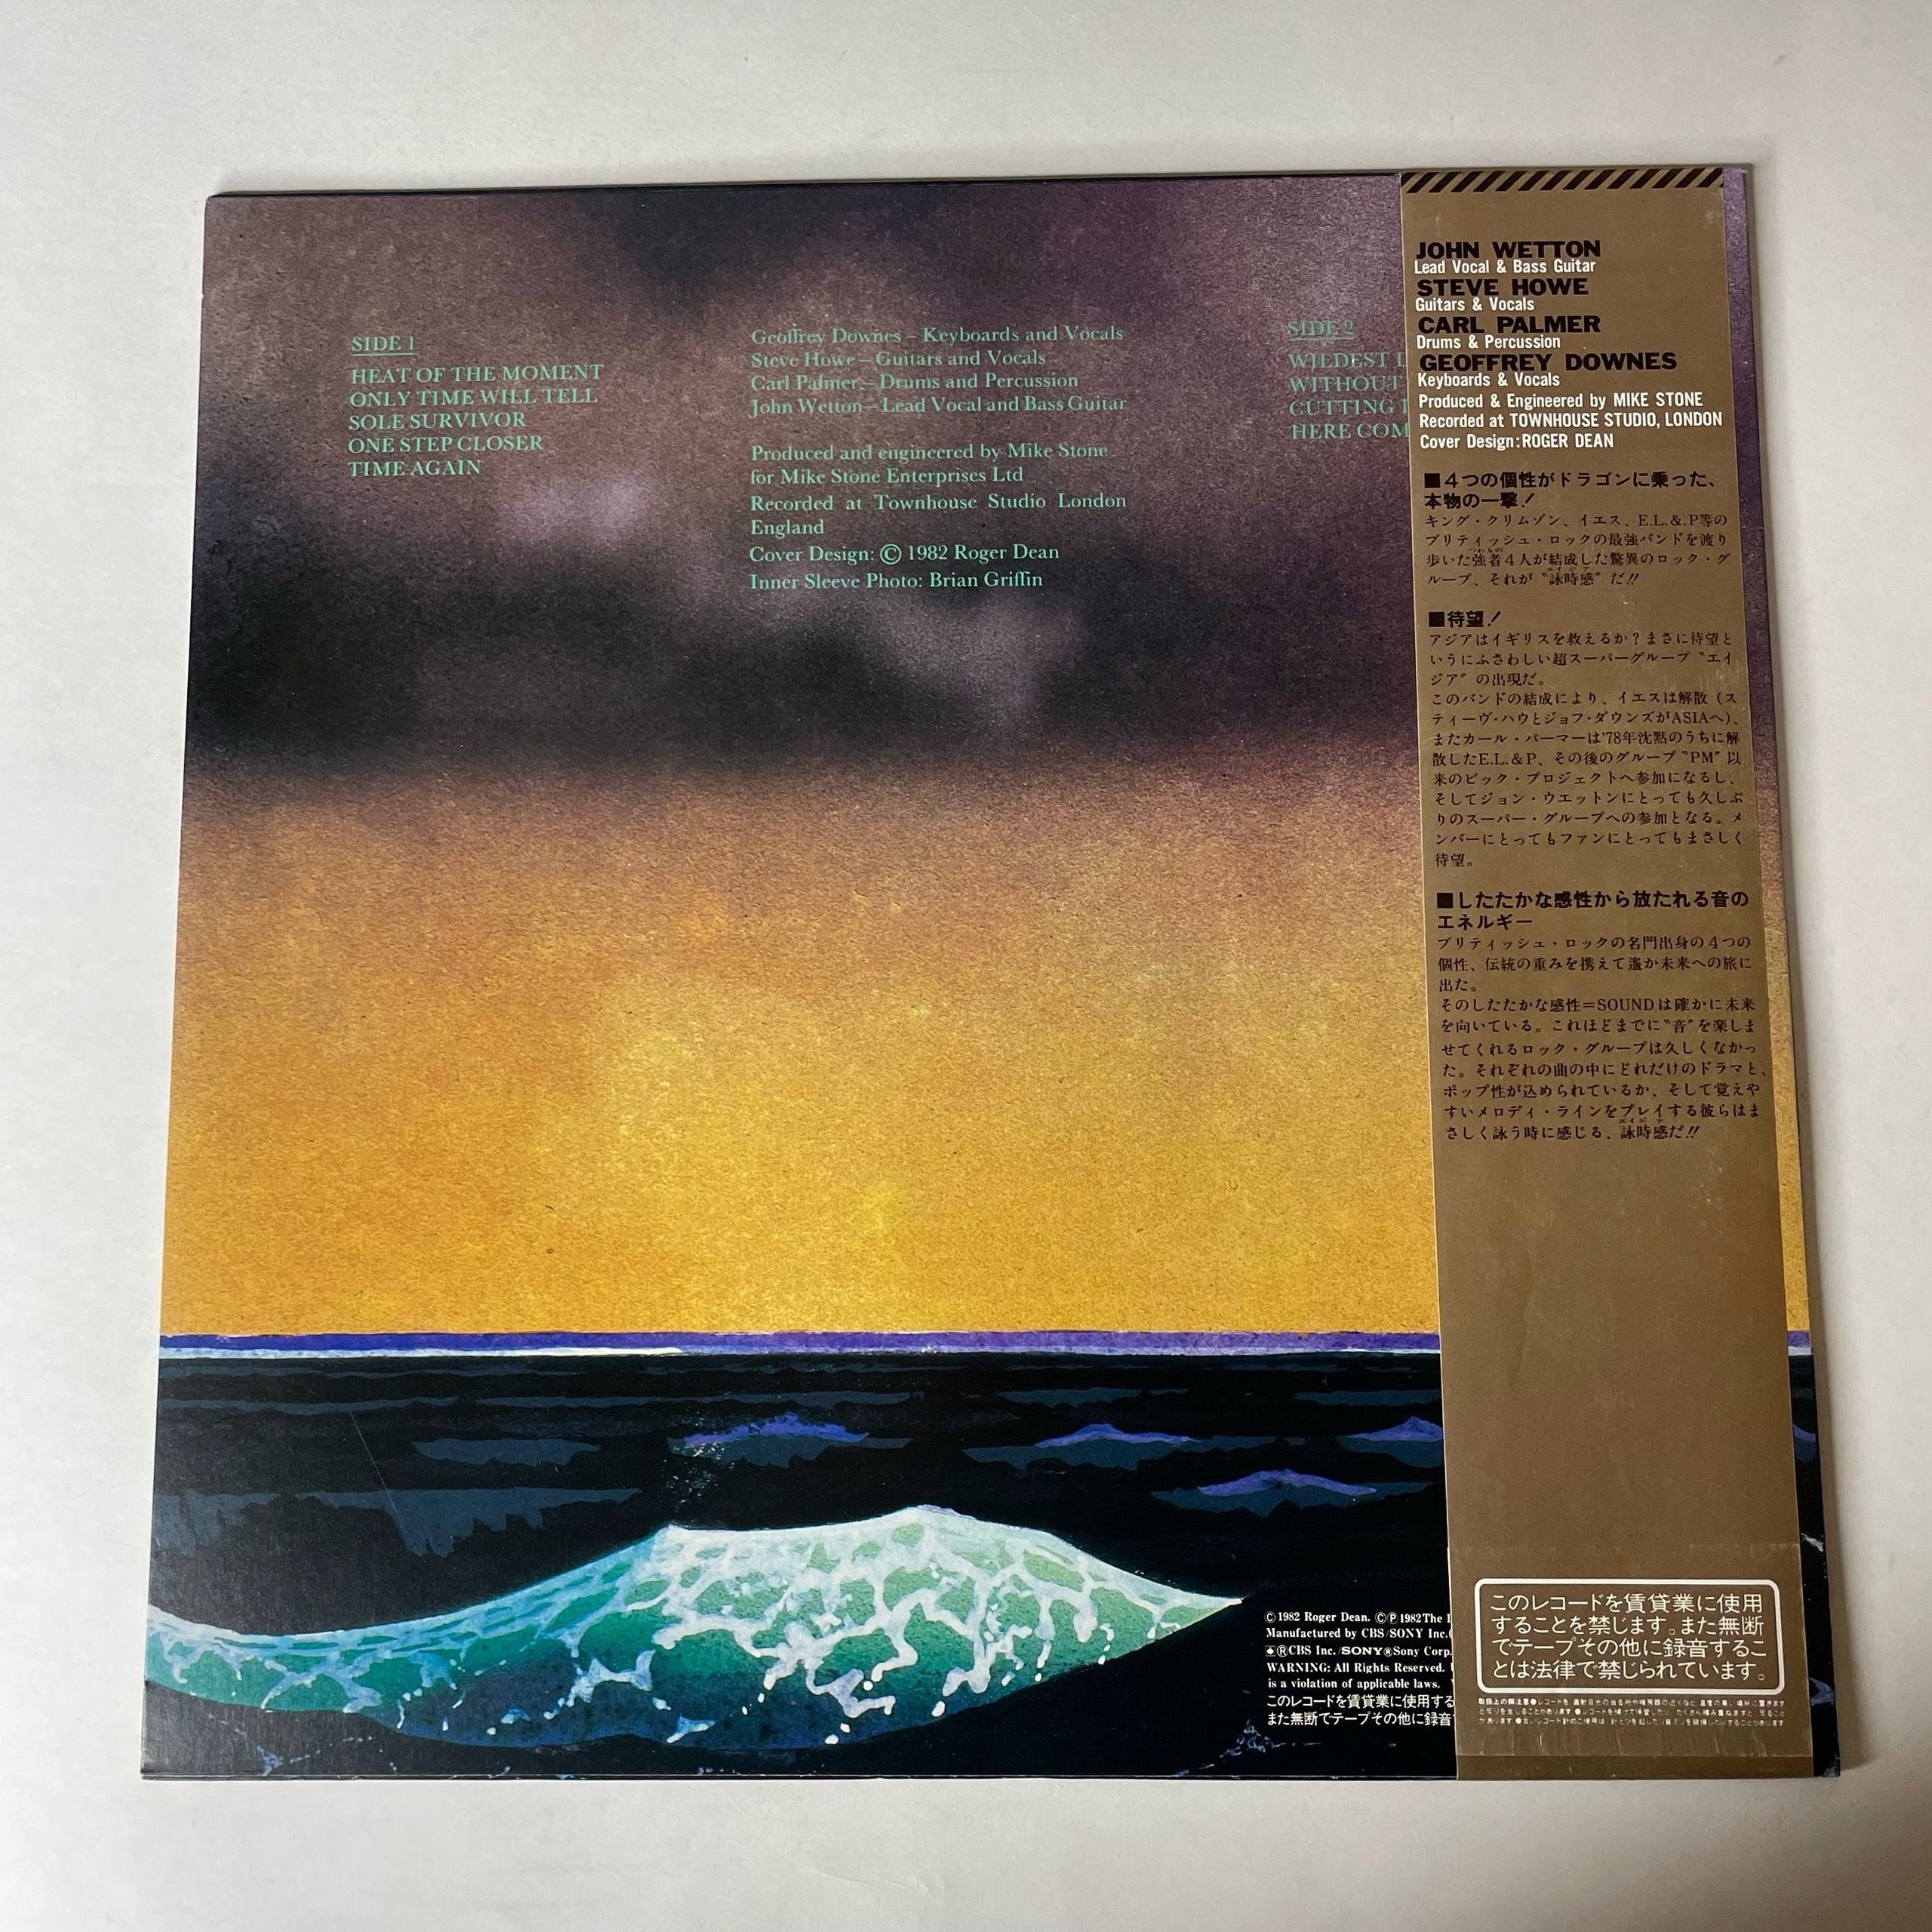 SIDE 1
HEAT OF THE MOMENT
ONLY TIME WILL TELL
SOLE SURVIVOR
ONE STEP CLOSER
TIME AGAIN
Geoffrey Downes – Keyboards and Vocals
Steve Howe – Guitars and Vocals
Carl Palmer – Drums and Percussion
John Wetton – Lead Vocal and Bass Guitar
Produced and engineered by Mike Stone
for Mike Stone Enterprises Ltd
Recorded at Townhouse Studio London
England
Cover Design: © 1982 Roger Dean
Inner Sleeve Photo: Brian Griffin
SIDE 2
WILDEST
WITHOUT
CUTTING
HERE COM
JOHN WETTON
Lead Vocal & Bass Guitar
STEVE HOWE
Guitars & Vocals
CARL PALMER
Drums & Percussion
GEOFFREY DOWNES
Keyboards & Vocals
Produced & Engineered by MIKE STONE
Recorded at TOWNHOUSE STUDIO, LONDON
Cover Design:ROGER DEAN
■4つの個性がドラゴンに乗った、
本物の一撃!
キング・クリムゾン、イエス、E.L.&.P等の
ブリティッシュ・ロックの最強バンドを渡り
歩いた強者4人が結成した驚異のロック・グ
ループ、それが〝詠時感〟だ!!
■待望!
アジアはイギリスを救えるか?まさに待望と
いうにふさわしい超スーパーグループ〝エイ
ジア〟の出現だ。
このバンドの結成により、イエスは解散(ス
ティーヴ・ハウとジョフ・ダウンズがASIAへ)、
またカール・パーマーは'78年沈黙のうちに解
散したE.L.&P、その後のグループ〝PM〟以
来のビック・プロジェクトへ参加になるし、
そしてジョン・ウエットンにとっても久しぶ
りのスーパー・グループへの参加となる。メ
ンバーにとってもファンにとってもまさしく
待望。
■したたかな感性から放たれる音の
エネルギー
ブリティッシュ・ロックの名門出身の4つの
個性、伝統の重みを携えて遙か未来への旅に
出た。
そのしたたかな感性=SOUNDは確かに未来
を向いている。これほどまでに〝音〟を楽しま
せてくれるロック・グループは久しくなかっ
た。それぞれの曲の中にどれだけのドラマと、
ポップ性が込められているか、そして覚えや
すいメロディ・ラインをプレイする彼らはま
さしく詠う時に感じる、詠時感だ!!
©1982 Roger Dean. ©Ⓟ1982 The
Manufactured by CBS/SONY Inc.
®CBS Inc./SONY®Sony Corp.
WARNING: All Rights Reserved.
is a violation of applicable laws.
このレコードを賃貸業に使用する
また無断でテープその他に録音
このレコードを賃貸業に使用
することを禁じます。また無断
でテープその他に録音するこ
とは法律で禁じられています。